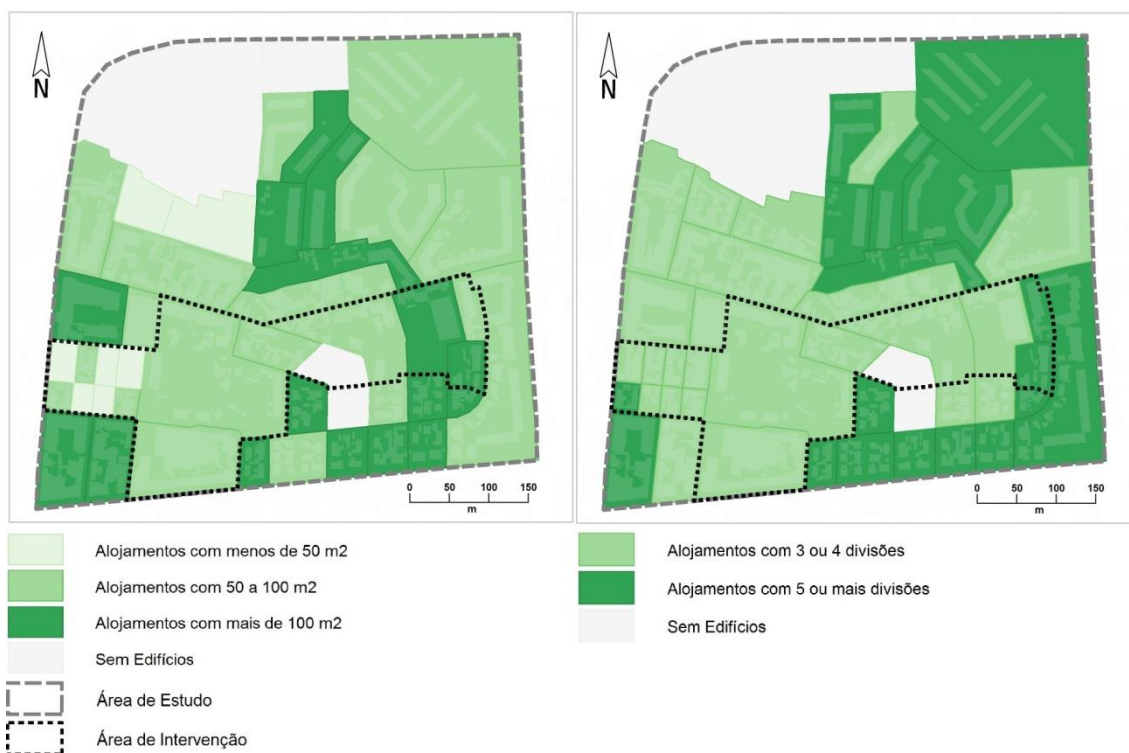 N
N
0 50 100 150
m
0 50 100 150
m
Alojamentos com menos de 50 m2
Alojamentos com 50 a 100 m2
Alojamentos com mais de 100 m2
Sem Edifícios
Área de Estudo
Área de Intervenção
Alojamentos com 3 ou 4 divisões
Alojamentos com 5 ou mais divisões
Sem Edifícios